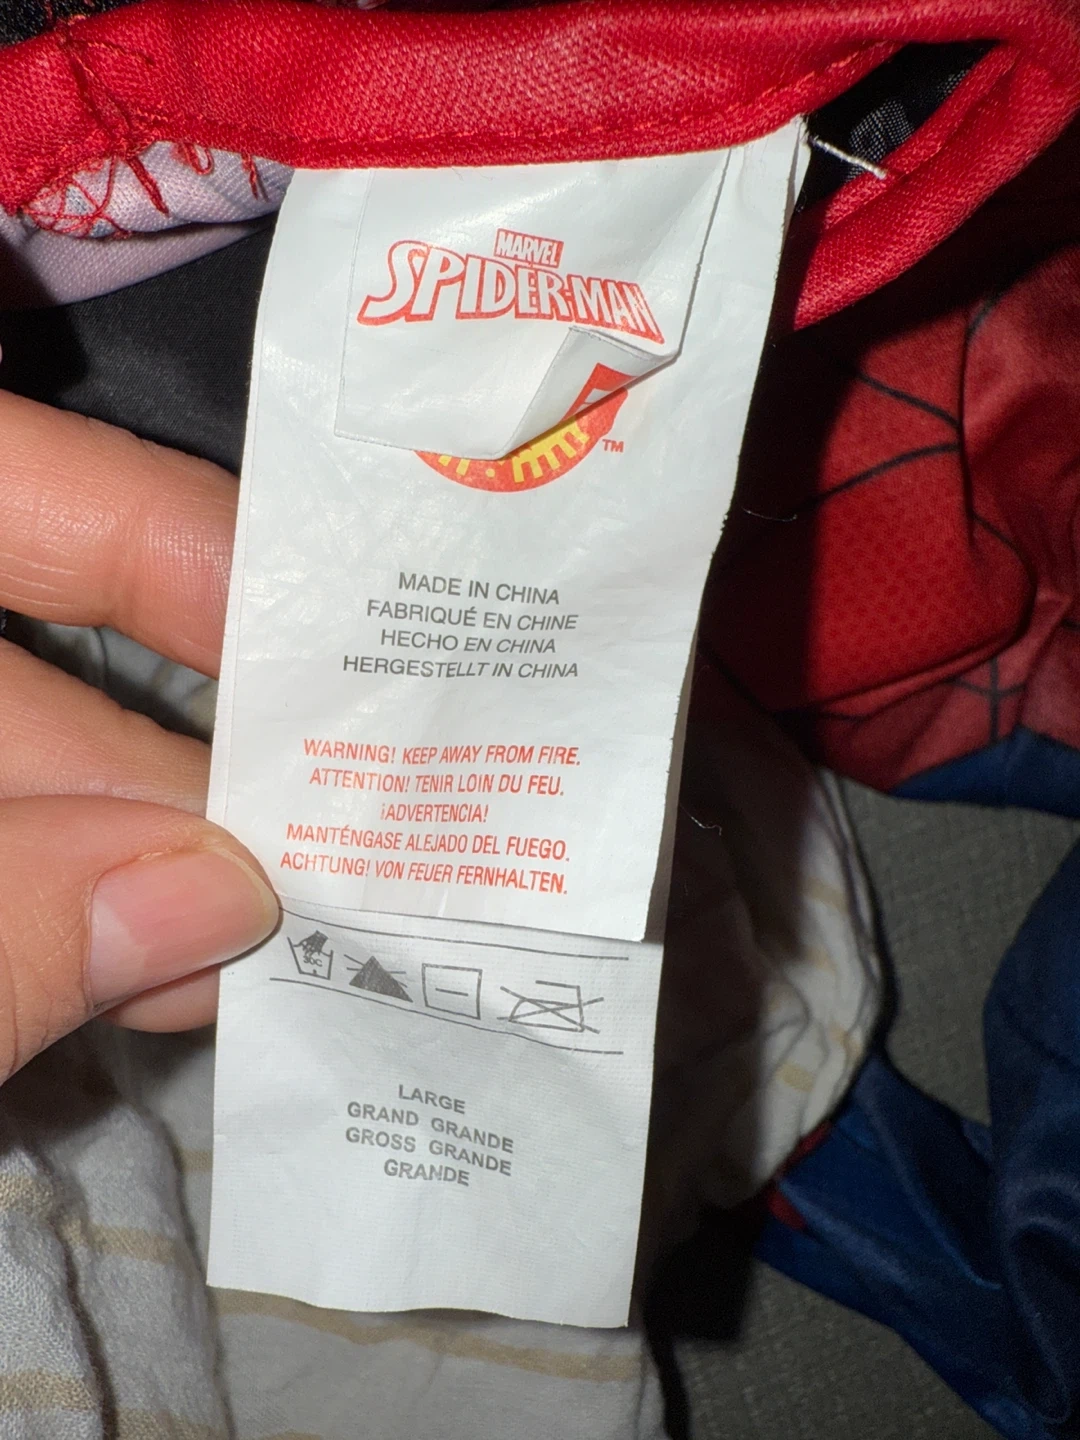 MARVEL
SPIDER-MAN
TM
MADE IN CHINA
FABRIQUÉ EN CHINE
HECHO EN CHINA
HERGESTELLT IN CHINA
WARNING! KEEP AWAY FROM FIRE.
ATTENTION! TENIR LOIN DU FEU.
¡ADVERTENCIA!
MANTÉNGASE ALEJADO DEL FUEGO.
ACHTUNG! VON FEUER FERNHALTEN.
30C
LARGE
GRAND GRANDE
GROSS GRANDE
GRANDE